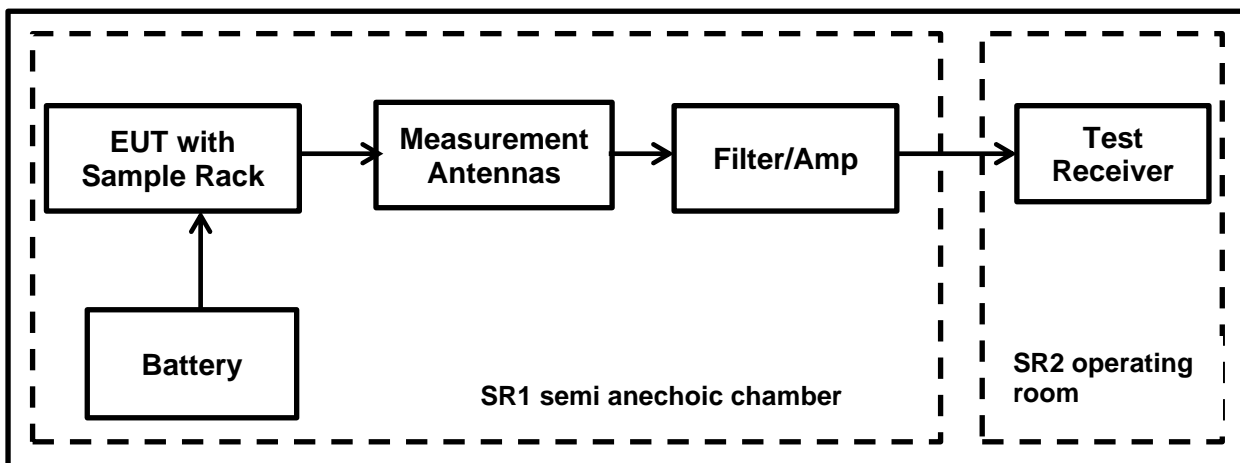 EUT with
Sample Rack
Measurement
Antennas
Filter/Amp
Test
Receiver
Battery
SR1 semi anechoic chamber
SR2 operating
room